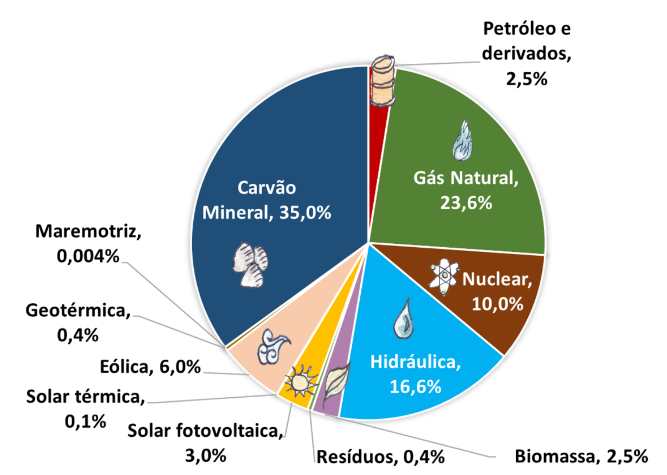 Petróleo e
derivados,
2,5%
Gás Natural,
23,6%
Carvão
Mineral, 35,0%
Maremotriz,
0,004%
Nuclear,
10,0%
Geotérmica,
0,4%
Hidráulica,
16,6%
Eólica, 6,0%
Solar térmica,
0,1%
Solar fotovoltaica,
3,0%
Resíduos, 0,4%
Biomassa, 2,5%